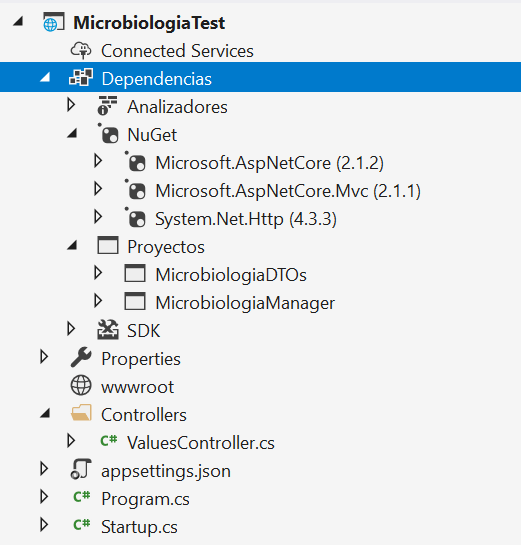 MicrobiologiaTest
Connected Services
Dependencias
Analizadores
NuGet
Microsoft.AspNetCore (2.1.2)
Microsoft.AspNetCore.Mvc (2.1.1)
System.Net.Http (4.3.3)
Proyectos
MicrobiologiaDTOs
MicrobiologiaManager
SDK
Properties
wwwroot
Controllers
C# ValuesController.cs
appsettings.json
C# Program.cs
C# Startup.cs